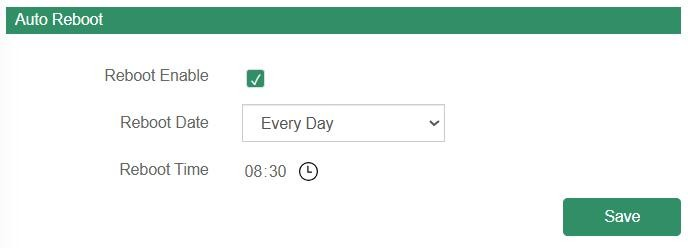 Auto Reboot
Reboot Enable
Reboot Date Every Day
Reboot Time 08:30
Save